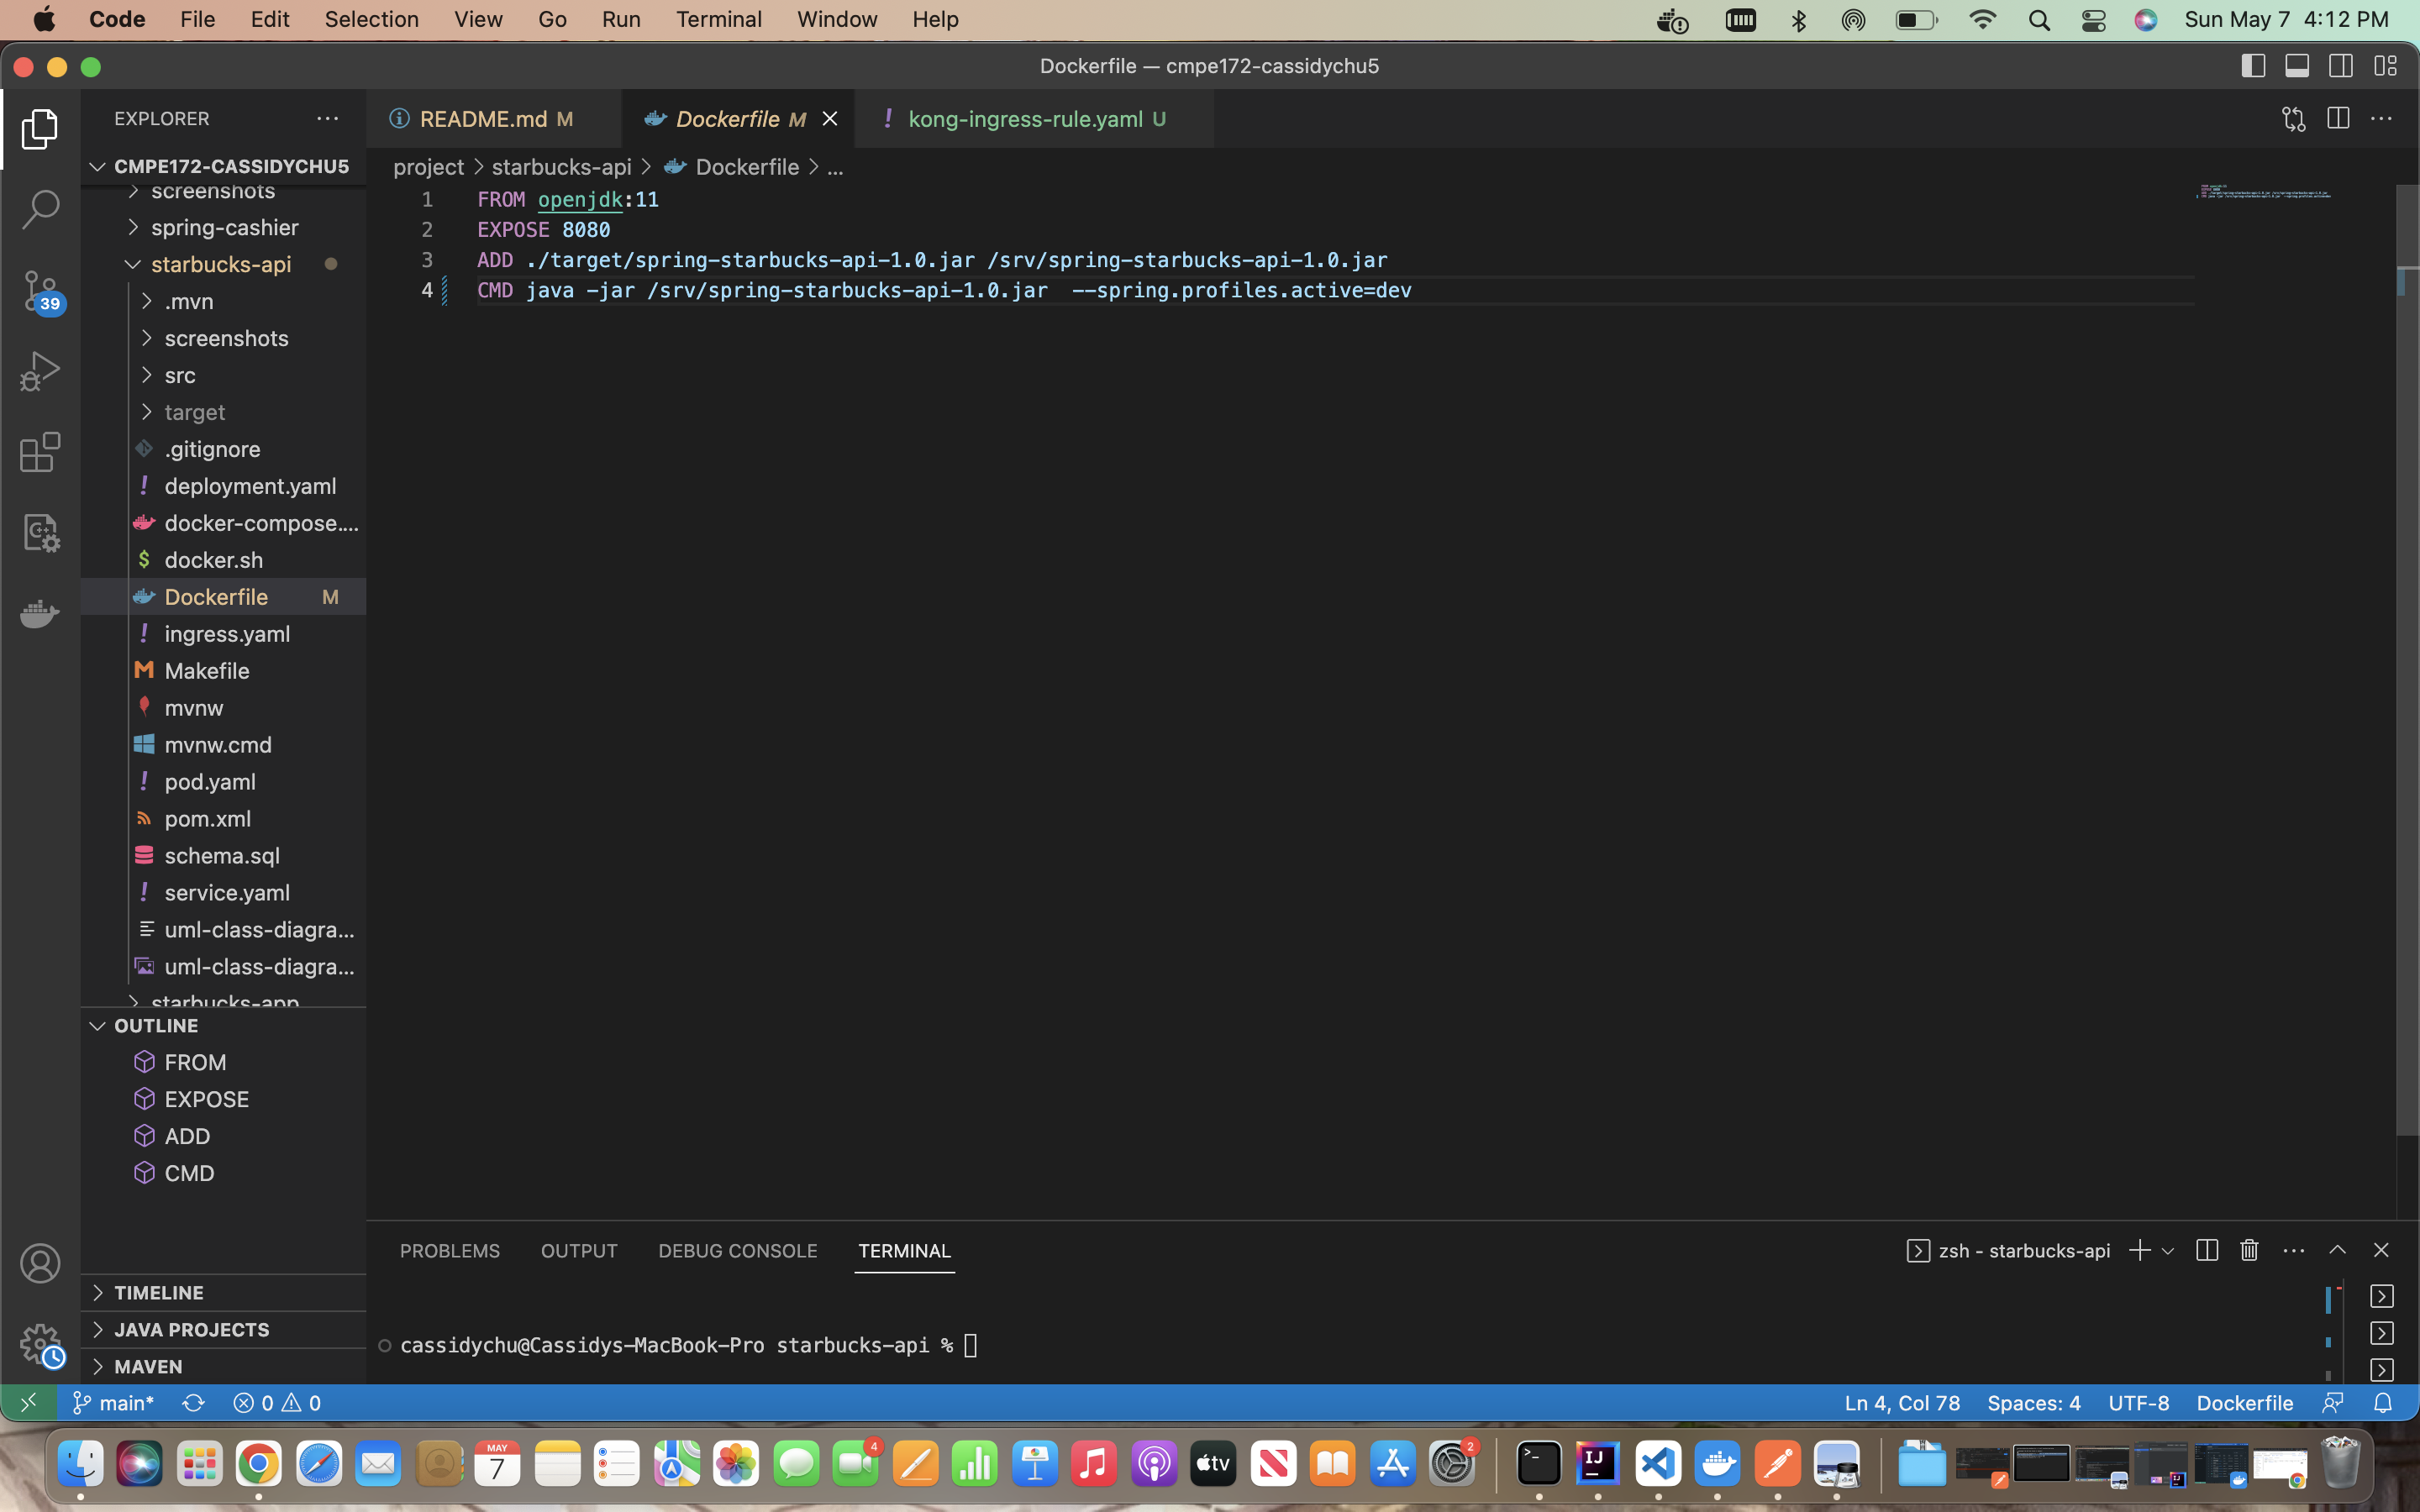 Code File Edit Selection View Go Run Terminal Window Help Sun May 7 4:12 PM
Dockerfile — cmpe172-cassidychu5
EXPLORER
README.md M
Dockerfile M
kong-ingress-rule.yaml U
CMPE172-CASSIDYCHU5
project > starbucks-api > Dockerfile > ...
screenshots
spring-cashier
starbucks-api
.mvn
screenshots
src
target
.gitignore
deployment.yaml
docker-compose....
docker.sh
Dockerfile M
ingress.yaml
Makefile
mvnw
mvnw.cmd
pod.yaml
pom.xml
schema.sql
service.yaml
uml-class-diagra...
uml-class-diagra...
starbucks-app
39
1 FROM openjdk:11
2 EXPOSE 8080
3 ADD ./target/spring-starbucks-api-1.0.jar /srv/spring-starbucks-api-1.0.jar
4 CMD java -jar /srv/spring-starbucks-api-1.0.jar  --spring.profiles.active=dev
OUTLINE
FROM
EXPOSE
ADD
CMD
TIMELINE
JAVA PROJECTS
MAVEN
PROBLEMS OUTPUT DEBUG CONSOLE TERMINAL
zsh - starbucks-api
cassidychu@Cassidys-MacBook-Pro starbucks-api %
main* 0 0
Ln 4, Col 78 Spaces: 4 UTF-8 Dockerfile
MAY
7
4
tv
2
IJ